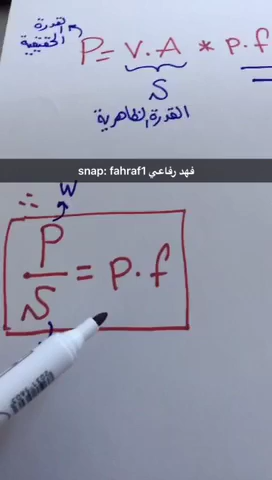 القدرة
الحقيقية
P = V.A * p.f
S
القدرة الظاهرية
snap: fahraf1 فهد رفاعي
∴
W
P
S
= p.f